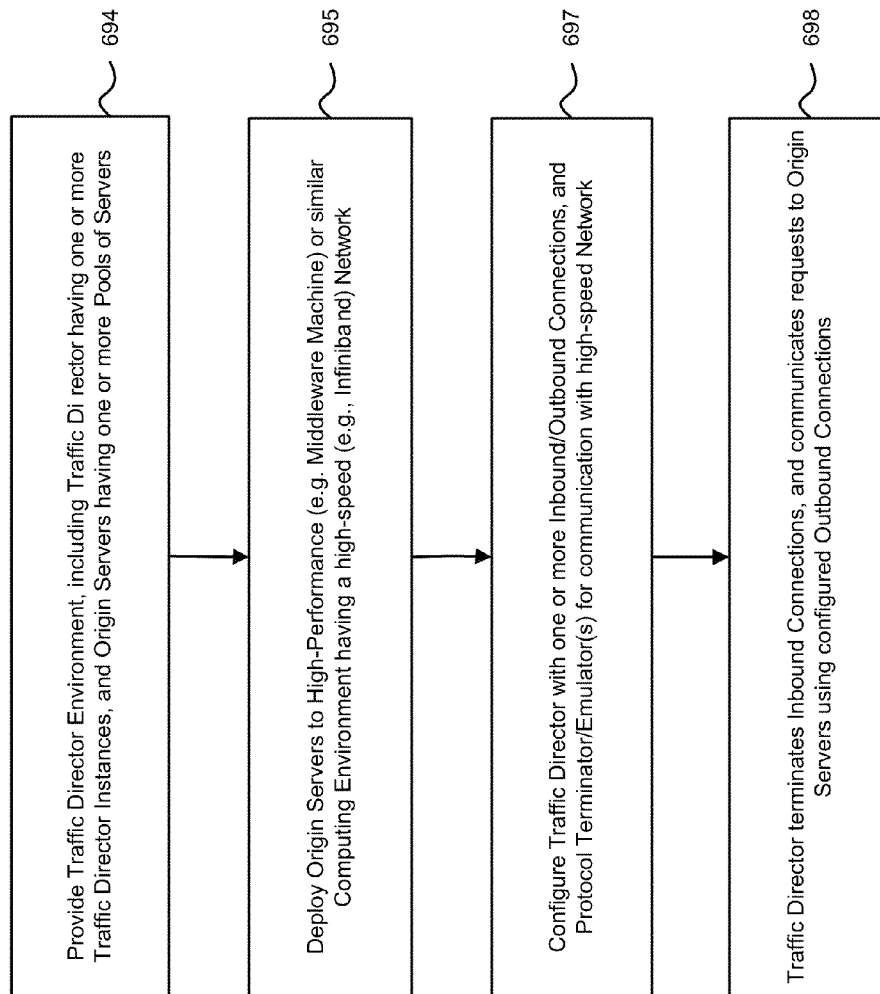 Provide Traffic Director Environment, including Traffic Di rector having one or more
Traffic Director Instances, and Origin Servers having one or more Pools of Servers
694
Deploy Origin Servers to High-Performance (e.g. Middleware Machine) or similar
Computing Environment having a high-speed (e.g., Infiniband) Network
695
Configure Traffic Director with one or more Inbound/Outbound Connections, and
Protocol Terminator/Emulator(s) for communication with high-speed Network
697
Traffic Director terminates Inbound Connections, and communicates requests to Origin
Servers using configured Outbound Connections
698